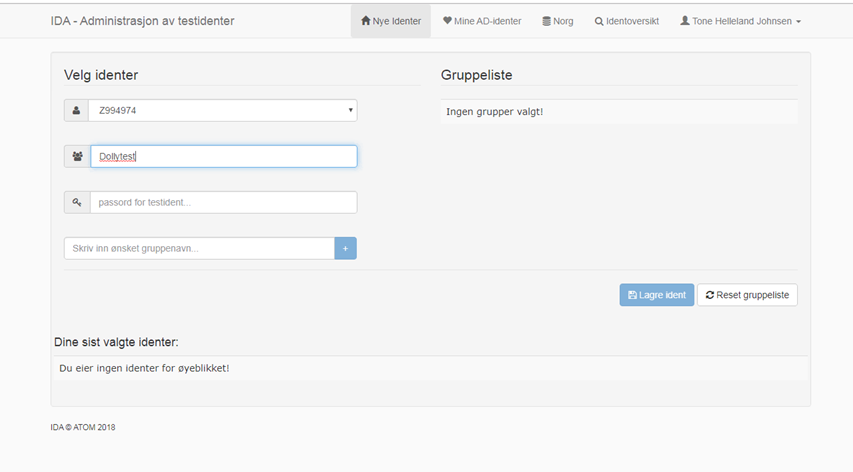 IDA - Administrasjon av testidenter
Nye Identer
Mine AD-identer
Norg
Identoversikt
Tone Helleland Johnsen
Velg identer
Gruppeliste
Z994974
Ingen grupper valgt!
Dollytest
passord for testident...
Skriv inn ønsket gruppenavn...
+
Lagre ident
Reset gruppeliste
Dine sist valgte identer:
Du eier ingen identer for øyeblikket!
IDA © ATOM 2018